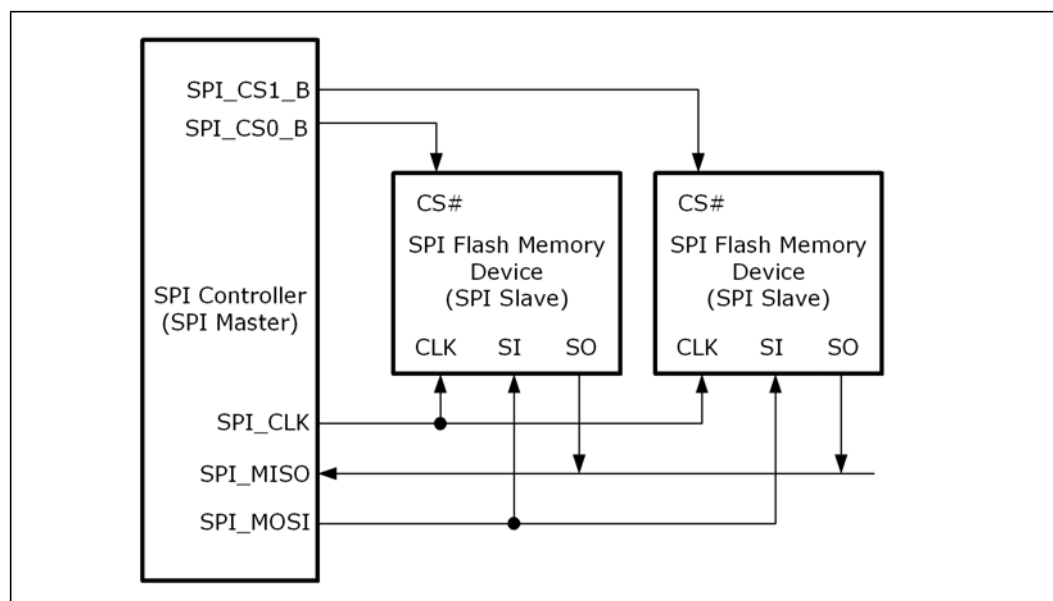 SPI_CS1_B
SPI_CS0_B
SPI Controller
(SPI Master)
SPI_CLK
SPI_MISO
SPI_MOSI
CS#
SPI Flash Memory
Device
(SPI Slave)
CLK SI SO
CS#
SPI Flash Memory
Device
(SPI Slave)
CLK SI SO